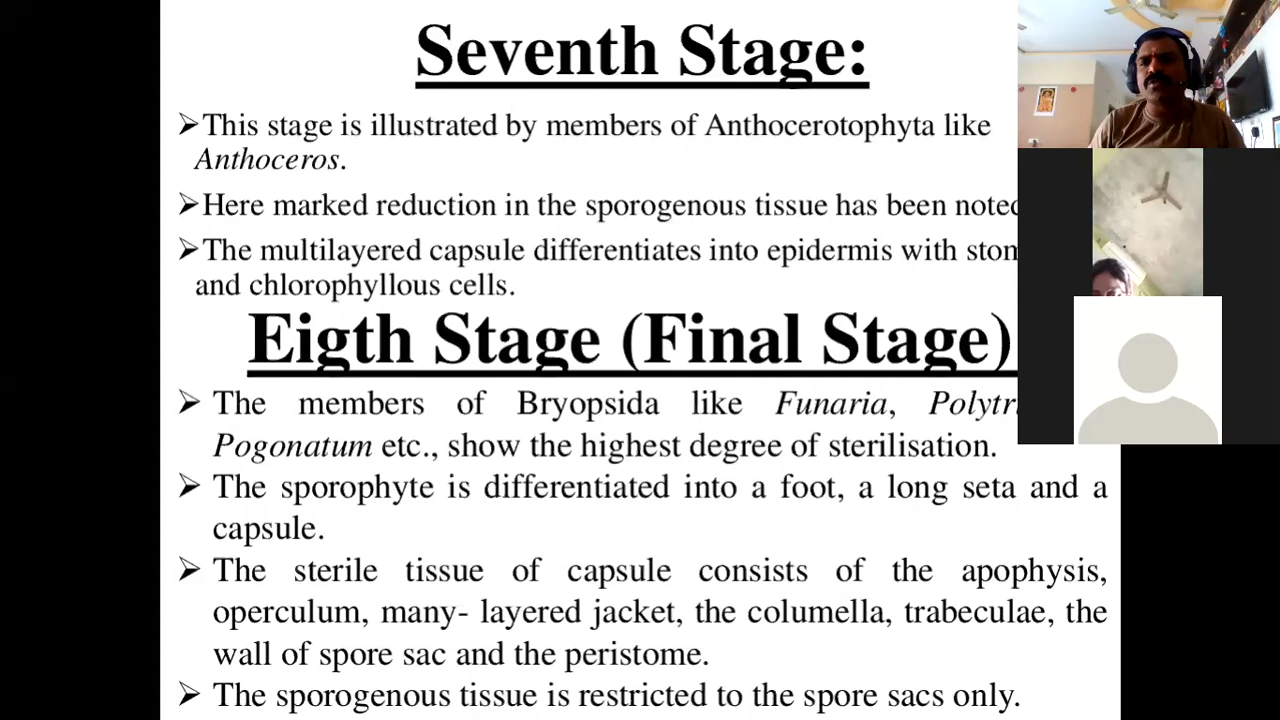 Seventh Stage:
➢This stage is illustrated by members of Anthocerotophyta like
Anthoceros.
➢Here marked reduction in the sporogenous tissue has been noted
➢The multilayered capsule differentiates into epidermis with
and chlorophyllous cells.
Eigth Stage (Final Stage)
➢ The members of Bryopsida like Funaria,
Pogonatum etc., show the highest degree of sterilisation.
➢ The sporophyte is differentiated into a foot, a long seta and a
capsule.
➢ The sterile tissue of capsule consists of the apophysis,
operculum, many- layered jacket, the columella, trabeculae, the
wall of spore sac and the peristome.
➢ The sporogenous tissue is restricted to the spore sacs only.